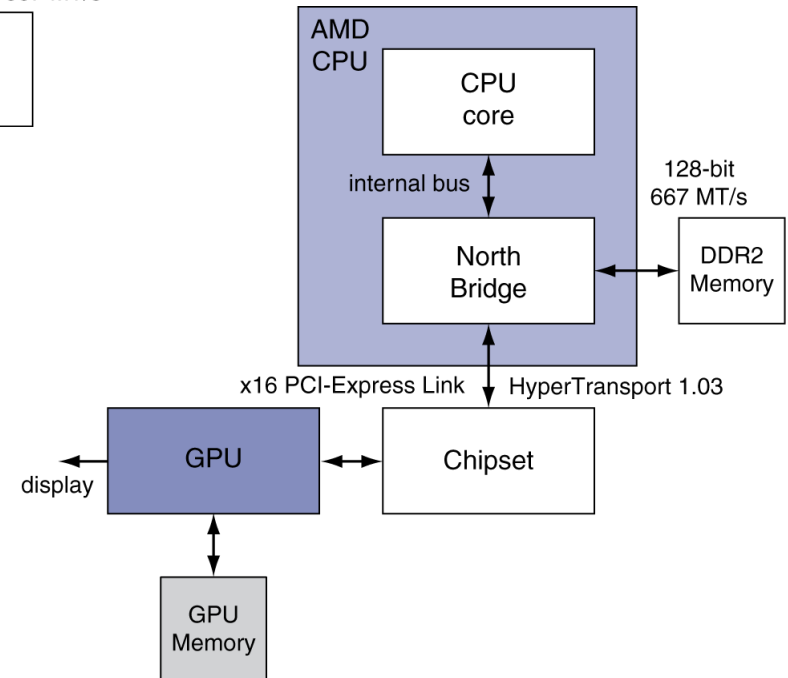 AMD
CPU
CPU
core
internal bus
128-bit
667 MT/s
North
Bridge
DDR2
Memory
x16 PCI-Express Link
HyperTransport 1.03
GPU
Chipset
display
GPU
Memory